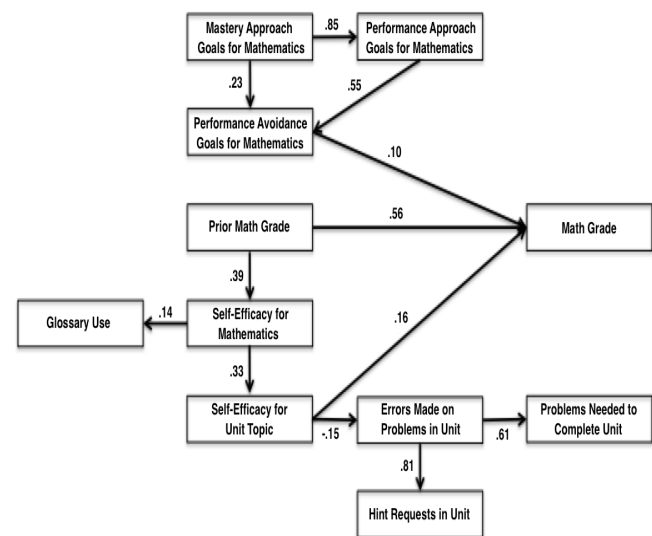 Mastery Approach
Goals for Mathematics
.85
Performance Approach
Goals for Mathematics
.23
.55
Performance Avoidance
Goals for Mathematics
.10
Prior Math Grade
.56
Math Grade
.39
Glossary Use
.14
Self-Efficacy for
Mathematics
.16
.33
Self-Efficacy for
Unit Topic
-.15
Errors Made on
Problems in Unit
.61
Problems Needed to
Complete Unit
.81
Hint Requests in Unit